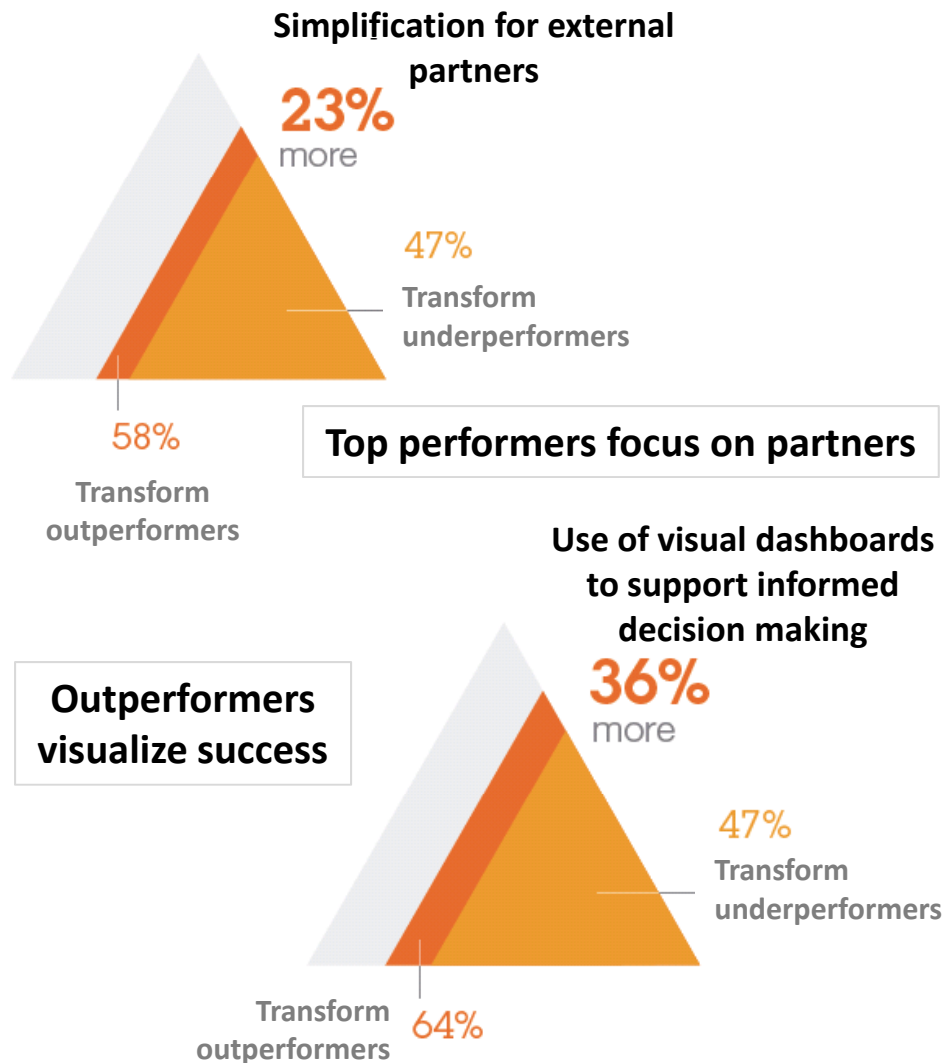 Simplification for external
partners
23%
more
47%
Transform
underperformers
58%
Transform
outperformers
Top performers focus on partners
Use of visual dashboards
to support informed
decision making
36%
more
Outperformers
visualize success
47%
Transform
underperformers
Transform
outperformers
64%